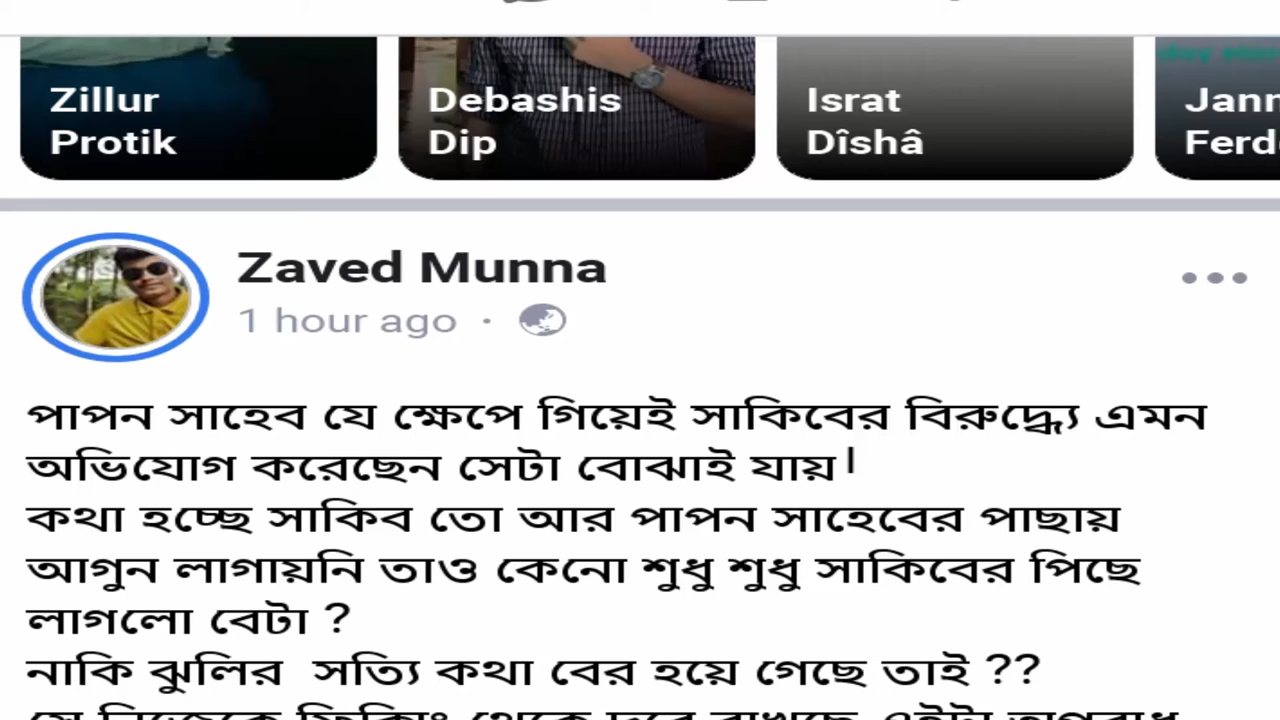 Zillur
Protik
Debashis
Dip
Israt
Dîshâ
Zaved Munna
1 hour ago ·
পাপন সাহেব যে ক্ষেপে গিয়েই সাকিবের বিরুদ্ধ্যে এমন
অভিযোগ করেছেন সেটা বোঝাই যায়।
কথা হচ্ছে সাকিব তো আর পাপন সাহেবের পাছায়
আগুন লাগায়নি তাও কেনো শুধু শুধু সাকিবের পিছে
লাগলো বেটা ?
নাকি ঝুলির সত্যি কথা বের হয়ে গেছে তাই ??